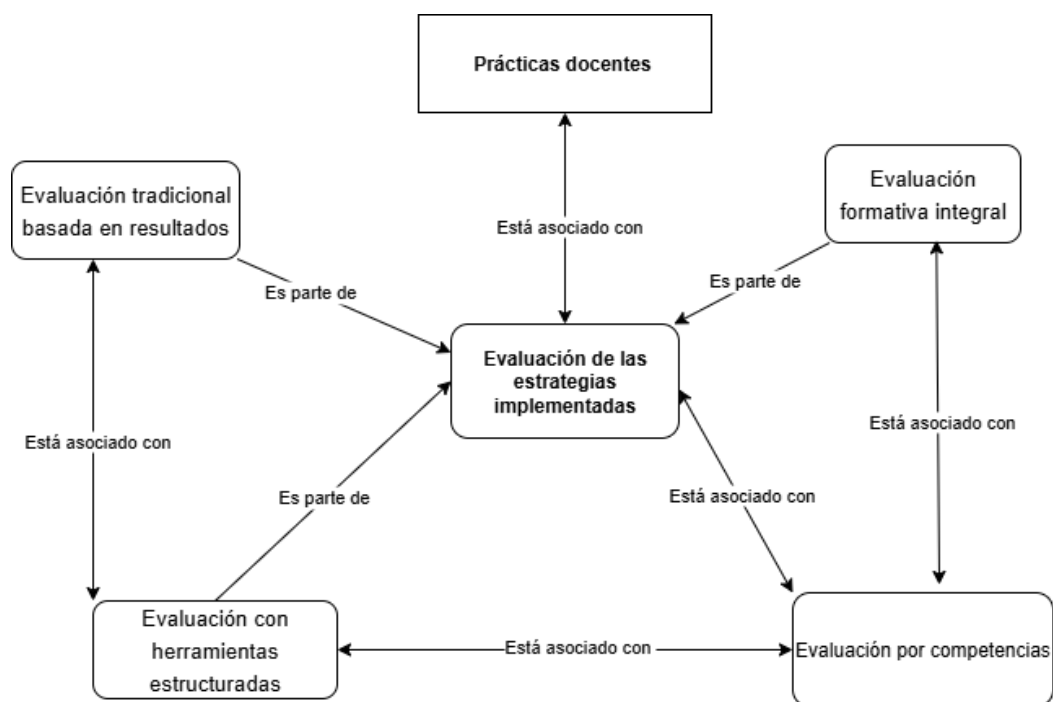 Prácticas docentes
Evaluación tradicional
basada en resultados
Evaluación
formativa integral
Está asociado con
Es parte de
Es parte de
Evaluación de las
estrategias
implementadas
Está asociado con
Está asociado con
Es parte de
Está asociado con
Evaluación con
herramientas
estructuradas
Está asociado con
Evaluación por competencias